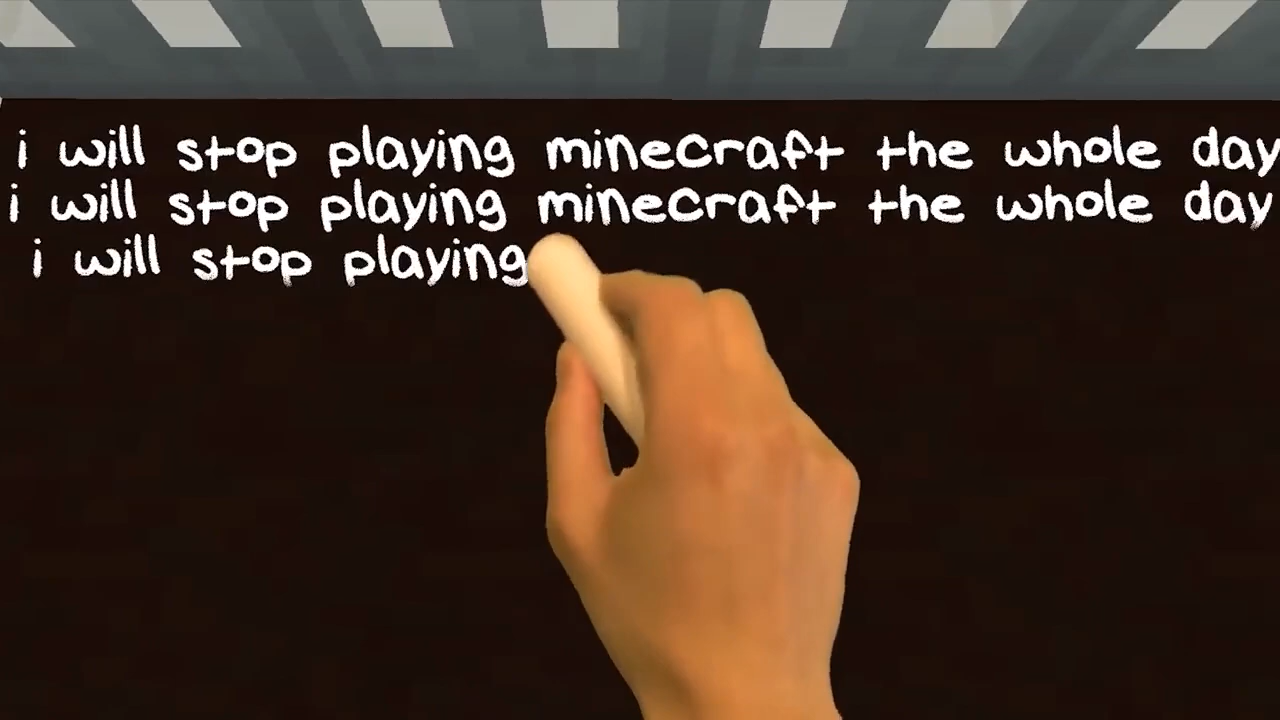 i will stop playing minecraft the whole day
i will stop playing minecraft the whole day
i will stop playing